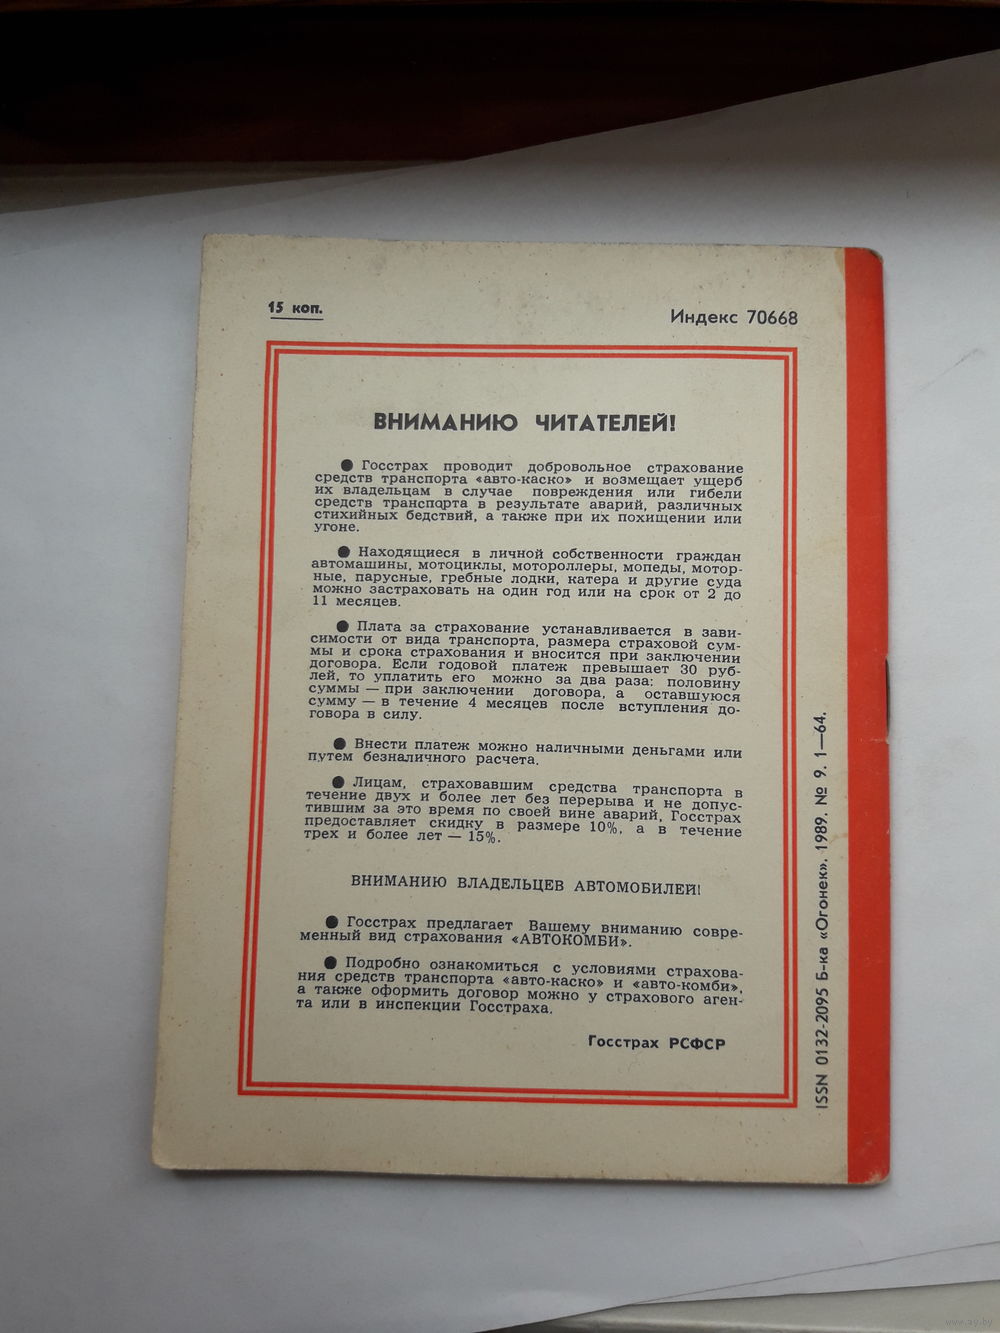 15 коп.
Индекс 70668
ВНИМАНИЮ ЧИТАТЕЛЕЙ!
● Госстрах проводит добровольное страхование
средств транспорта «авто-каско» и возмещает ущерб
их владельцам в случае повреждения или гибели
средств транспорта в результате аварий, различных
стихийных бедствий, а также при их похищении или
угоне.
● Находящиеся в личной собственности граждан
автомашины, мотоциклы, мотороллеры, мопеды, мотор-
ные, парусные, гребные лодки, катера и другие суда
можно застраховать на один год или на срок от 2 до
11 месяцев.
● Плата за страхование устанавливается в зави-
симости от вида транспорта, размера страховой сум-
мы и срока страхования и вносится при заключении
договора. Если годовой платеж превышает 30 руб-
лей, то уплатить его можно за два раза: половину
суммы — при заключении договора, а оставшуюся
сумму — в течение 4 месяцев после вступления до-
говора в силу.
● Внести платеж можно наличными деньгами или
путем безналичного расчета.
● Лицам, страховавшим средства транспорта в
течение двух и более лет без перерыва и не допус-
тившим за это время по своей вине аварий, Госстрах
предоставляет скидку в размере 10%, а в течение
трех и более лет — 15%.
ВНИМАНИЮ ВЛАДЕЛЬЦЕВ АВТОМОБИЛЕЙ!
● Госстрах предлагает Вашему вниманию совре-
менный вид страхования «АВТОКОМБИ».
● Подробно ознакомиться с условиями страхова-
ния средств транспорта «авто-каско» и «авто-комби»,
а также оформить договор можно у страхового аген-
та или в инспекции Госстраха.
Госстрах РСФСР
ISSN 0132-2095 Б-ка «Огонек». 1989. № 9. 1—64.
www.ay.by